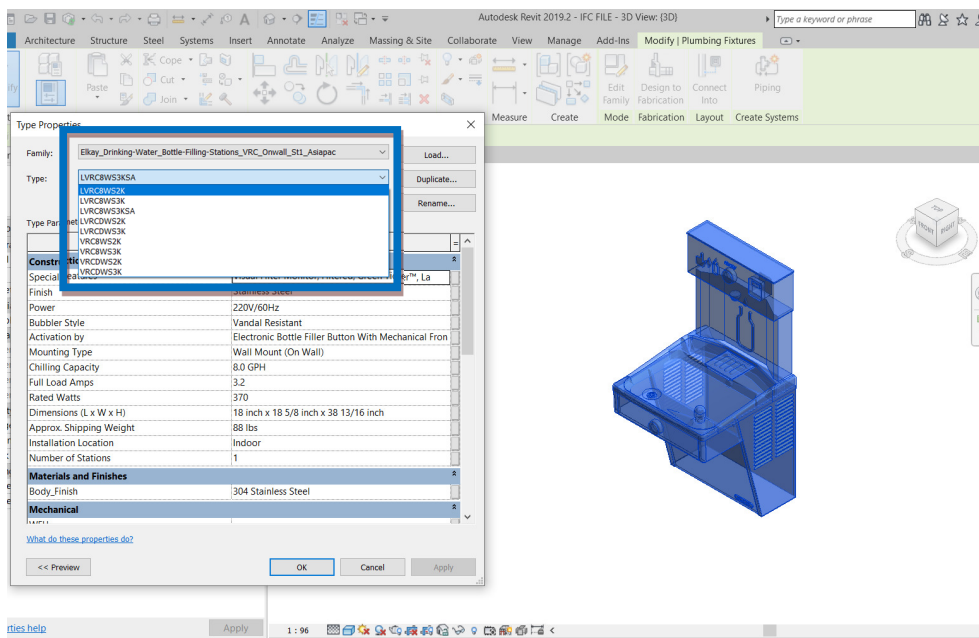 Autodesk Revit 2019.2 - IFC FILE - 3D View: {3D}
Type a keyword or phrase
Architecture Structure Steel Systems Insert Annotate Analyze Massing & Site Collaborate View Manage Add-Ins Modify | Plumbing Fixtures
Paste
Cope
Cut
Join
Edit Family
Design to Fabrication
Connect Into
Piping
Measure Create Mode Fabrication Layout Create Systems
Type Properties
Family: Elkay_Drinking-Water_Bottle-Filling-Stations_VRC_Onwall_St1_Asiapac Load...
Type: LVRC8WS3KSA Duplicate...
Rename...
LVRC8WS2K
LVRC8WS3K
LVRC8WS3KSA
LVRCDWS2K
LVRCDWS3K
VRC8WS2K
VRC8WS3K
VRCDWS2K
VRCDWS3K
Type Par
=
Constr
Special Features
Finish Stainless Steel
Power 220V/60Hz
Bubbler Style Vandal Resistant
Activation by Electronic Bottle Filler Button With Mechanical Fron
Mounting Type Wall Mount (On Wall)
Chilling Capacity 8.0 GPH
Full Load Amps 3.2
Rated Watts 370
Dimensions (L x W x H) 18 inch x 18 5/8 inch x 38 13/16 inch
Approx. Shipping Weight 88 lbs
Installation Location Indoor
Number of Stations 1
Materials and Finishes
Body_Finish 304 Stainless Steel
Mechanical
What do these properties do?
<< Preview OK Cancel Apply
rties help Apply 1 : 96
TOP
FRONT
RIGHT